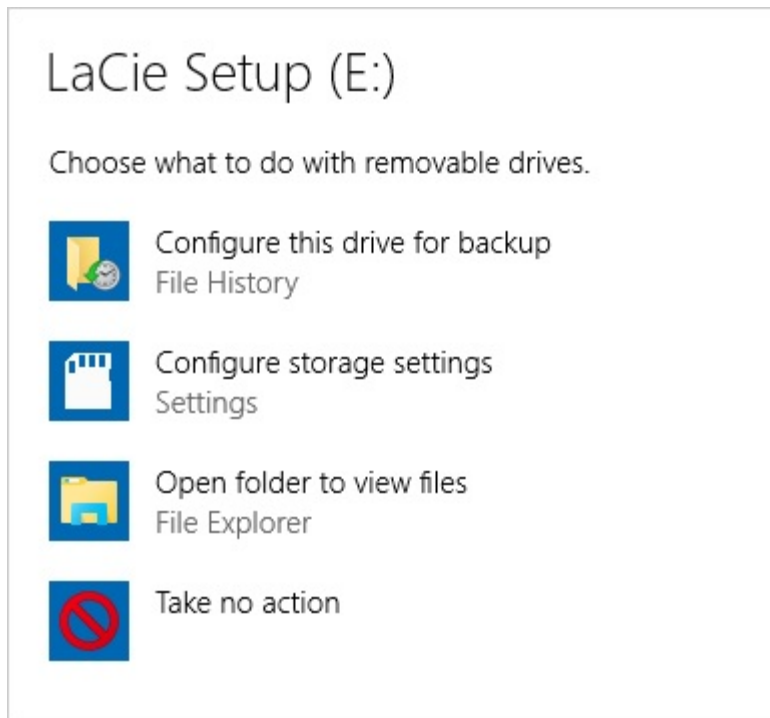 LaCie Setup (E:)
Choose what to do with removable drives.
Configure this drive for backup
File History
Configure storage settings
Settings
Open folder to view files
File Explorer
Take no action